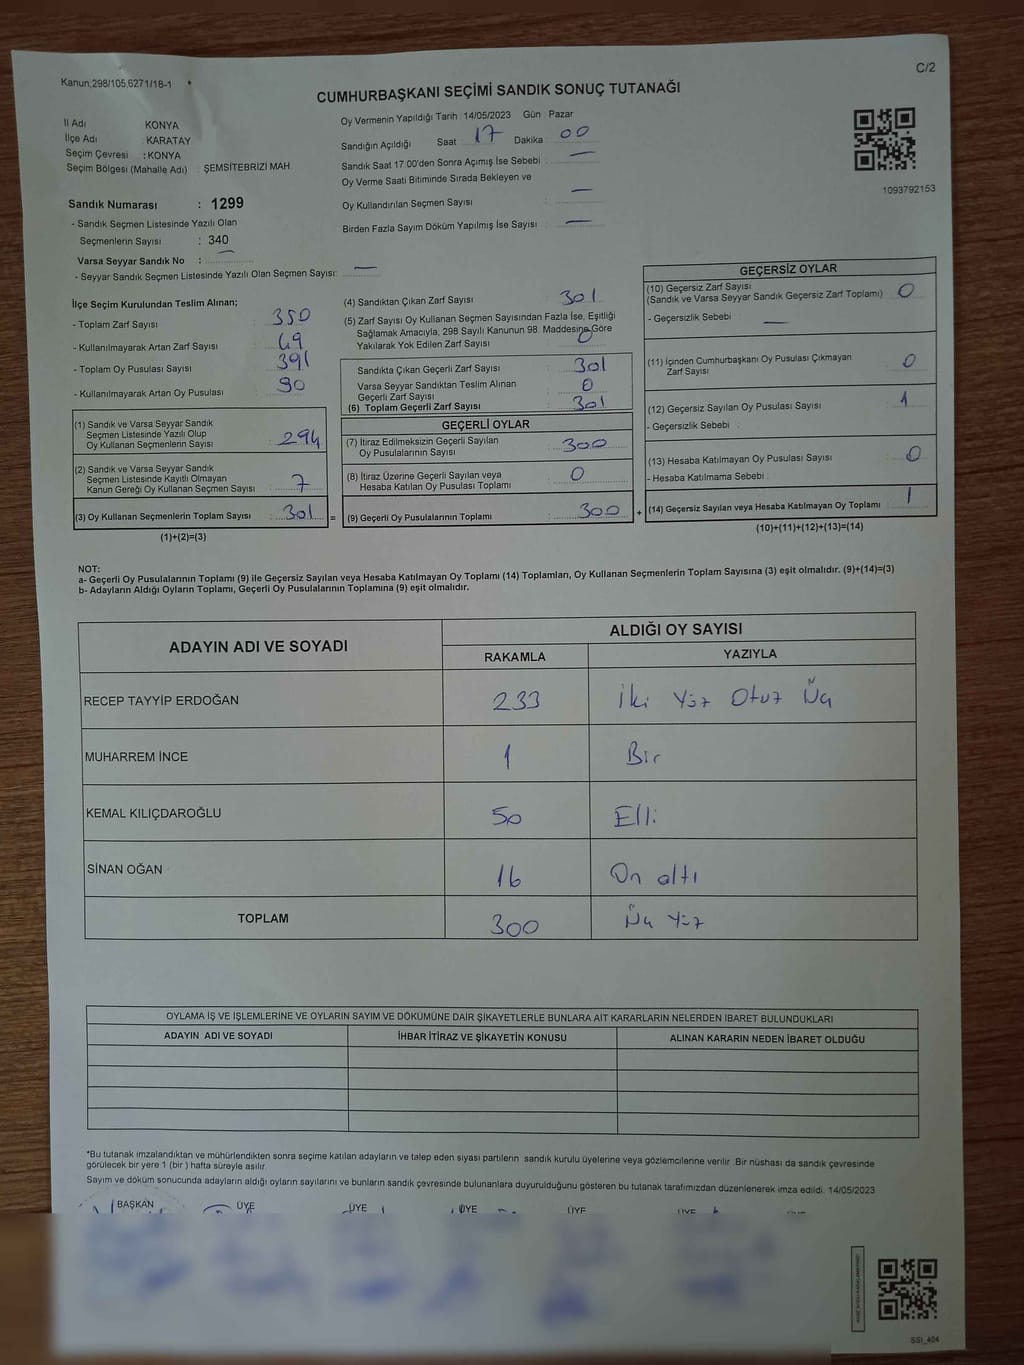 Kanun,298/105,6271/18-1
C/2
CUMHURBAŞKANI SEÇİMİ SANDIK SONUÇ TUTANAĞI
İl Adı KONYA
İlçe Adı KARATAY
Seçim Çevresi : KONYA
Seçim Bölgesi (Mahalle Adı) : ŞEMSİTEBRİZİ MAH.
Sandık Numarası : 1299
- Sandık Seçmen Listesinde Yazılı Olan
Seçmenlerin Sayısı : 340
Varsa Seyyar Sandık No : —
- Seyyar Sandık Seçmen Listesinde Yazılı Olan Seçmen Sayısı: —
Oy Vermenin Yapıldığı Tarih : 14/05/2023 Gün : Pazar
Sandığın Açıldığı Saat 17 Dakika : 00
Sandık Saat 17:00'den Sonra Açımış İse Sebebi : —
Oy Verme Saati Bitiminde Sırada Bekleyen ve
Oy Kullandırılan Seçmen Sayısı : —
Birden Fazla Sayım Döküm Yapılmış İse Sayısı : —
1093792153
İlçe Seçim Kurulundan Teslim Alınan;
- Toplam Zarf Sayısı : 350
- Kullanılmayarak Artan Zarf Sayısı : 49
- Toplam Oy Pusulası Sayısı : 391
- Kullanılmayarak Artan Oy Pusulası : 90
(1) Sandık ve Varsa Seyyar Sandık
Seçmen Listesinde Yazılı Olup
Oy Kullanan Seçmenlerin Sayısı : 294
(2) Sandık ve Varsa Seyyar Sandık
Seçmen Listesinde Kayıtlı Olmayan
Kanun Gereği Oy Kullanan Seçmen Sayısı : 7
(3) Oy Kullanan Seçmenlerin Toplam Sayısı : 301 =
(1)+(2)=(3)
(4) Sandıktan Çıkan Zarf Sayısı : 301
(5) Zarf Sayısı Oy Kullanan Seçmen Sayısından Fazla İse, Eşitliği
Sağlamak Amacıyla, 298 Sayılı Kanunun 98. Maddesine Göre
Yakılarak Yok Edilen Zarf Sayısı : 0
Sandıkta Çıkan Geçerli Zarf Sayısı : 301
Varsa Seyyar Sandıktan Teslim Alınan
Geçerli Zarf Sayısı : 0
(6) Toplam Geçerli Zarf Sayısı : 301
GEÇERLİ OYLAR
(7) İtiraz Edilmeksizin Geçerli Sayılan
Oy Pusulalarının Sayısı : 300
(8) İtiraz Üzerine Geçerli Sayılan veya
Hesaba Katılan Oy Pusulası Toplamı : 0
(9) Geçerli Oy Pusulalarının Toplamı : 300 +
GEÇERSİZ OYLAR
(10) Geçersiz Zarf Sayısı
(Sandık ve Varsa Seyyar Sandık Geçersiz Zarf Toplamı) : 0
- Geçersizlik Sebebi : —
(11) İçinden Cumhurbaşkanı Oy Pusulası Çıkmayan
Zarf Sayısı : 0
(12) Geçersiz Sayılan Oy Pusulası Sayısı : 1
- Geçersizlik Sebebi :
(13) Hesaba Katılmayan Oy Pusulası Sayısı : 0
- Hesaba Katılmama Sebebi :
(14) Geçersiz Sayılan veya Hesaba Katılmayan Oy Toplamı : 1
(10)+(11)+(12)+(13)=(14)
NOT:
a- Geçerli Oy Pusulalarının Toplamı (9) ile Geçersiz Sayılan veya Hesaba Katılmayan Oy Toplamı (14) Toplamları, Oy Kullanan Seçmenlerin Toplam Sayısına (3) eşit olmalıdır. (9)+(14)=(3)
b- Adayların Aldığı Oyların Toplamı, Geçerli Oy Pusulalarının Toplamına (9) eşit olmalıdır.
ADAYIN ADI VE SOYADI ALDIĞI OY SAYISI
RAKAMLA YAZIYLA
RECEP TAYYİP ERDOĞAN 233 İki Yüz Otuz Üç
MUHARREM İNCE 1 Bir
KEMAL KILIÇDAROĞLU 50 Elli
SİNAN OĞAN 16 On altı
TOPLAM 300 Üç Yüz
OYLAMA İŞ VE İŞLEMLERİNE VE OYLARIN SAYIM VE DÖKÜMÜNE DAİR ŞİKAYETLERLE BUNLARA AİT KARARLARIN NELERDEN İBARET BULUNDUKLARI
ADAYIN ADI VE SOYADI İHBAR İTİRAZ VE ŞİKAYETİN KONUSU ALINAN KARARIN NEDEN İBARET OLDUĞU
*Bu tutanak imzalandıktan ve mühürlendikten sonra seçime katılan adayların ve talep eden siyasi partilerin sandık kurulu üyelerine veya gözlemcilerine verilir. Bir nüshası da sandık çevresinde
görülecek bir yere 1 (bir ) hafta süreyle asılır.
Sayım ve döküm sonucunda adayların aldığı oyların sayılarını ve bunların sandık çevresinde bulunanlara duyurulduğunu gösteren bu tutanak tarafımızdan düzenlenerek imza edildi. 14/05/2023
BAŞKAN ÜYE ÜYE ÜYE ÜYE ÜYE
SSI_404